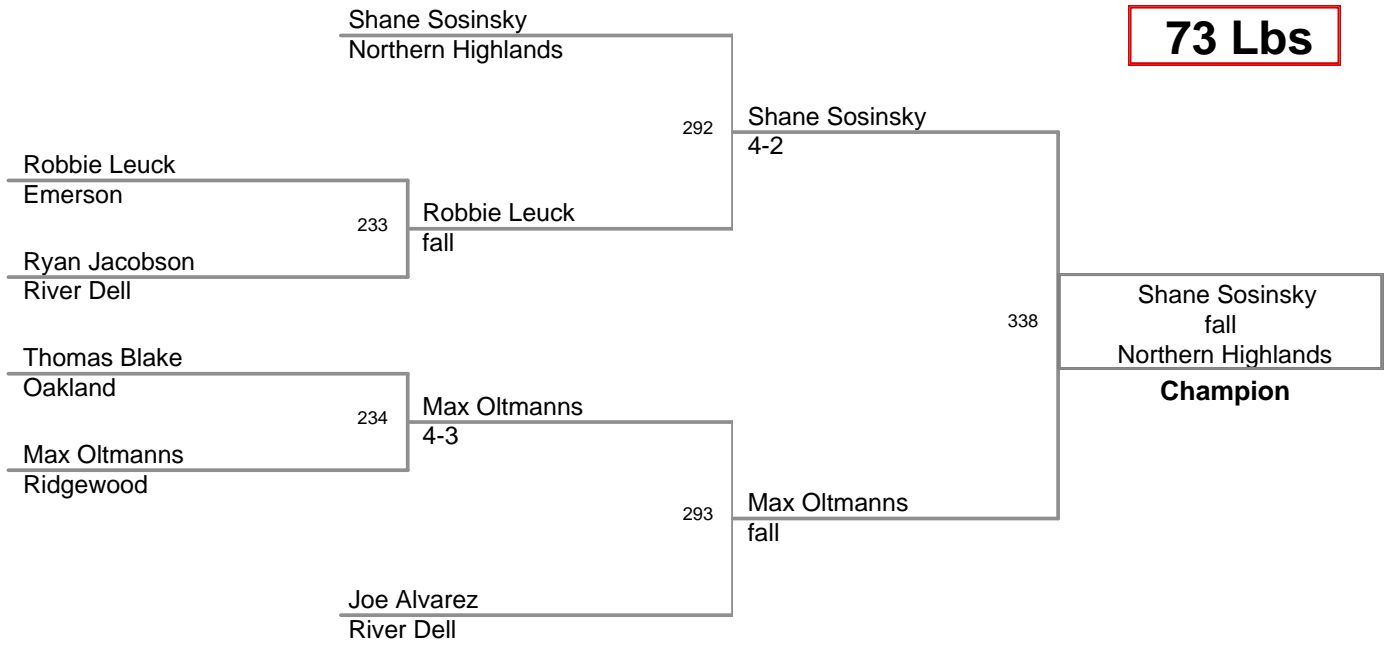 Shane Sosinsky
Northern Highlands
73 Lbs
292
Shane Sosinsky
4-2
Robbie Leuck
Emerson
233
Robbie Leuck
fall
Ryan Jacobson
River Dell
338
Shane Sosinsky
fall
Northern Highlands
Champion
Thomas Blake
Oakland
234
Max Oltmanns
4-3
Max Oltmanns
Ridgewood
293
Max Oltmanns
fall
Joe Alvarez
River Dell